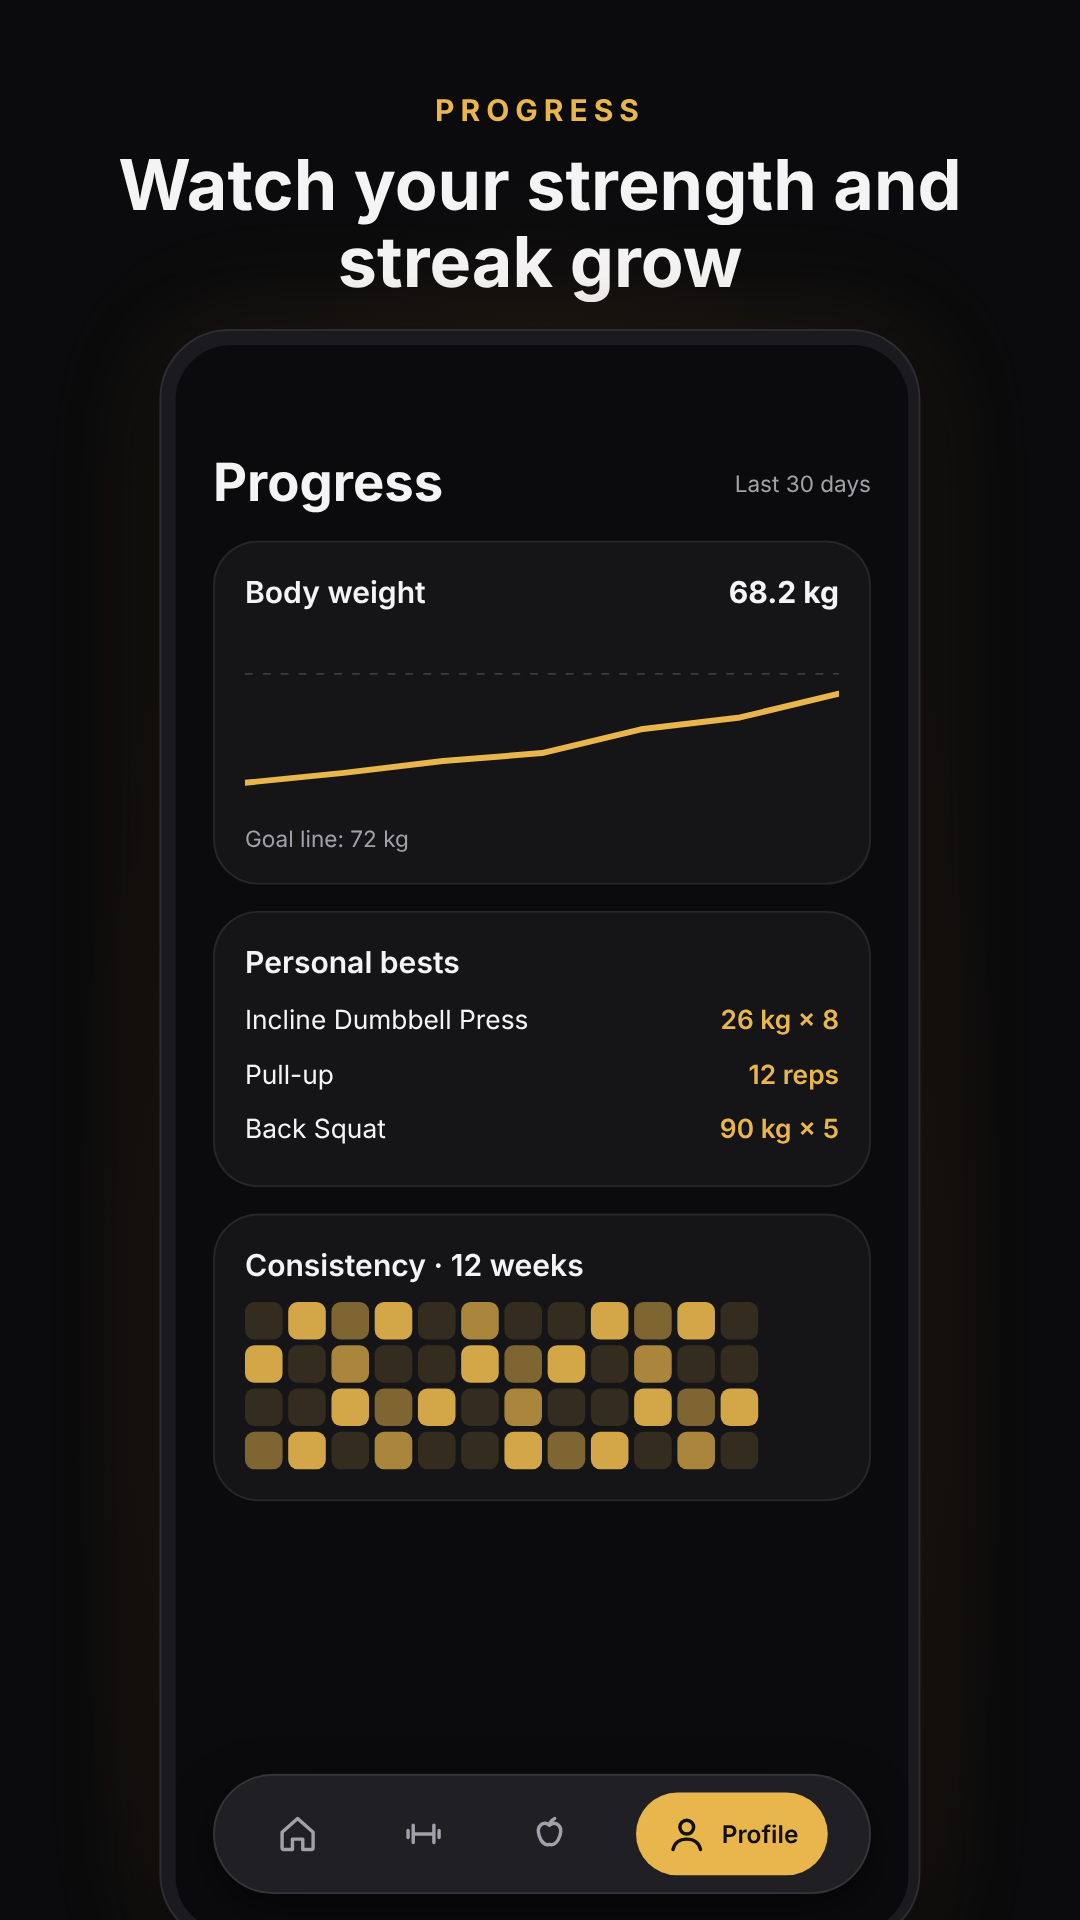 PROGRESS
Watch your strength and
streak grow
Progress
Last 30 days
Body weight
68.2 kg
Goal line: 72 kg
Personal bests
Incline Dumbbell Press
26 kg × 8
Pull-up
12 reps
Back Squat
90 kg × 5
Consistency · 12 weeks
Profile